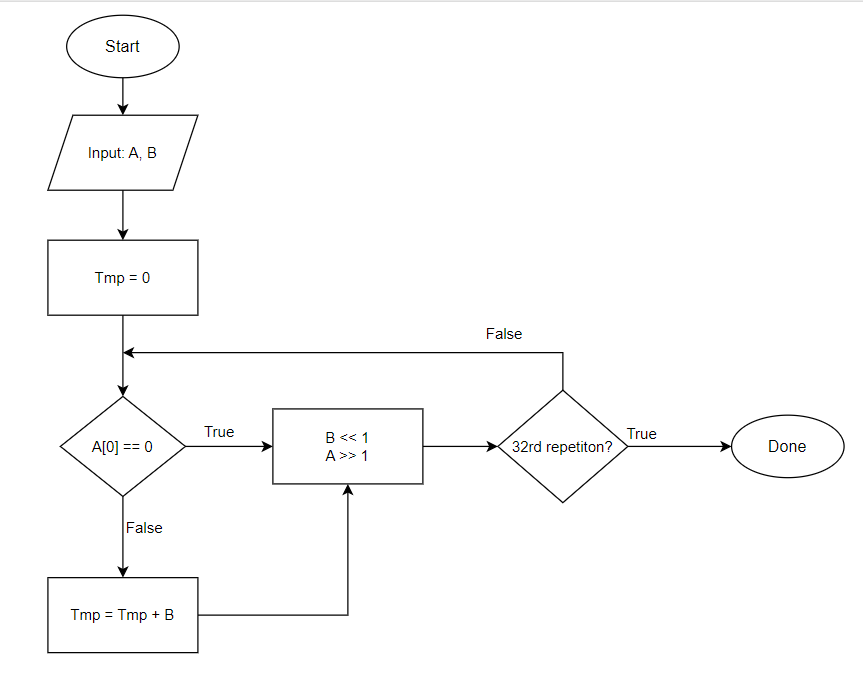 Start
Input: A, B
Tmp = 0
False
A[0] == 0
True
B << 1
A >> 1
32rd repetiton?
True
Done
False
Tmp = Tmp + B